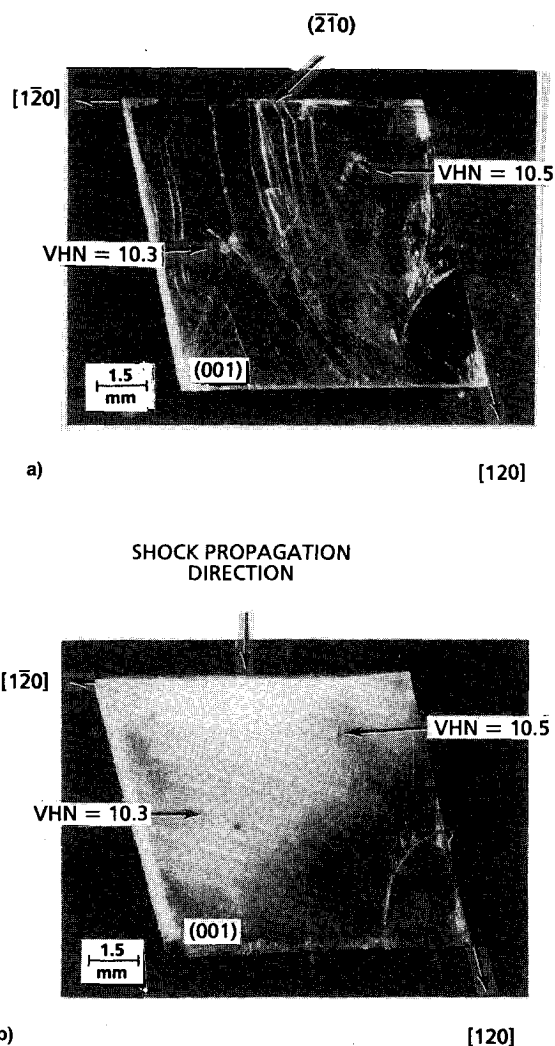 (2̅1̅0)
[12̅0]
VHN = 10.5
VHN = 10.3
(001)
1.5
mm
a)
[120]
SHOCK PROPAGATION
DIRECTION
[12̅0]
VHN = 10.5
VHN = 10.3
(001)
1.5
mm
b)
[120]